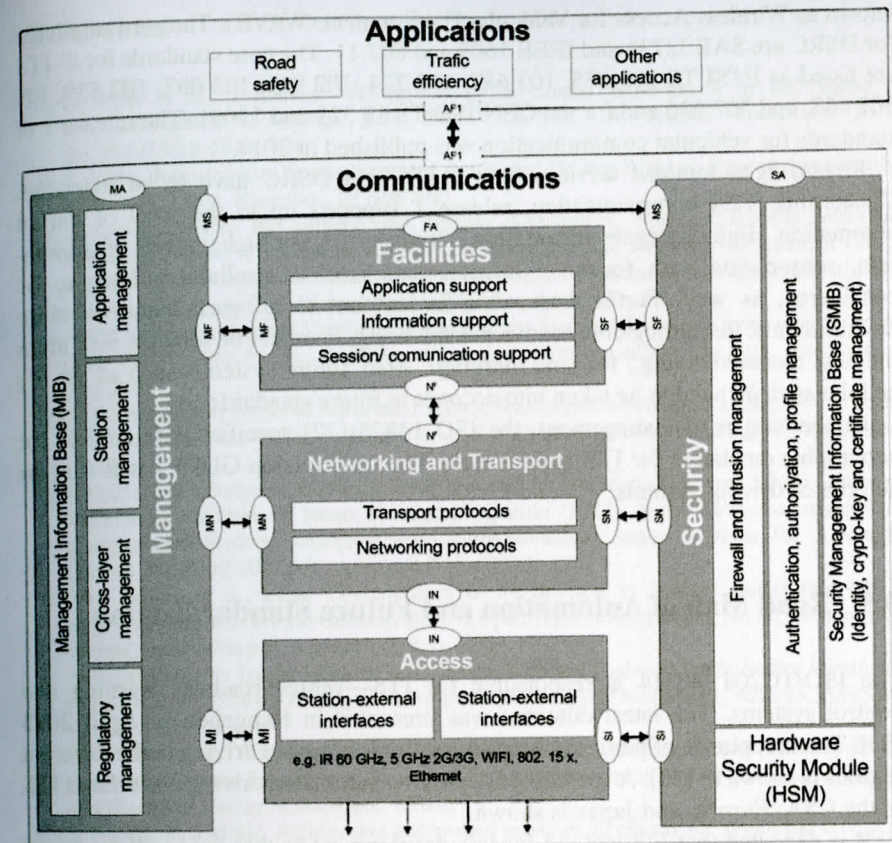 Applications
Road
safety
Trafic
efficiency
Other
applications
AF1
AF1
Communications
MA
SA
MS
MS
FA
Facilities
Application support
Information support
Session/ comunication support
MF
MF
SF
SF
N'
N'
Networking and Transport
Transport protocols
Networking protocols
MN
MN
SN
SN
IN
IN
Access
Station-external
interfaces
Station-external
interfaces
e.g. IR 60 GHz, 5 GHz 2G/3G, WIFI, 802. 15 x,
Ethernet
MI
MI
SI
SI
Management Information Base (MIB)
Application
management
Station
management
Cross-layer
management
Regulatory
management
Management
Security
Firewall and Intrusion management
Authentication, authoriyation, profile management
Security Management Information Base (SMIB)
(Identity, crypto-key and certificate managment)
Hardware
Security Module
(HSM)